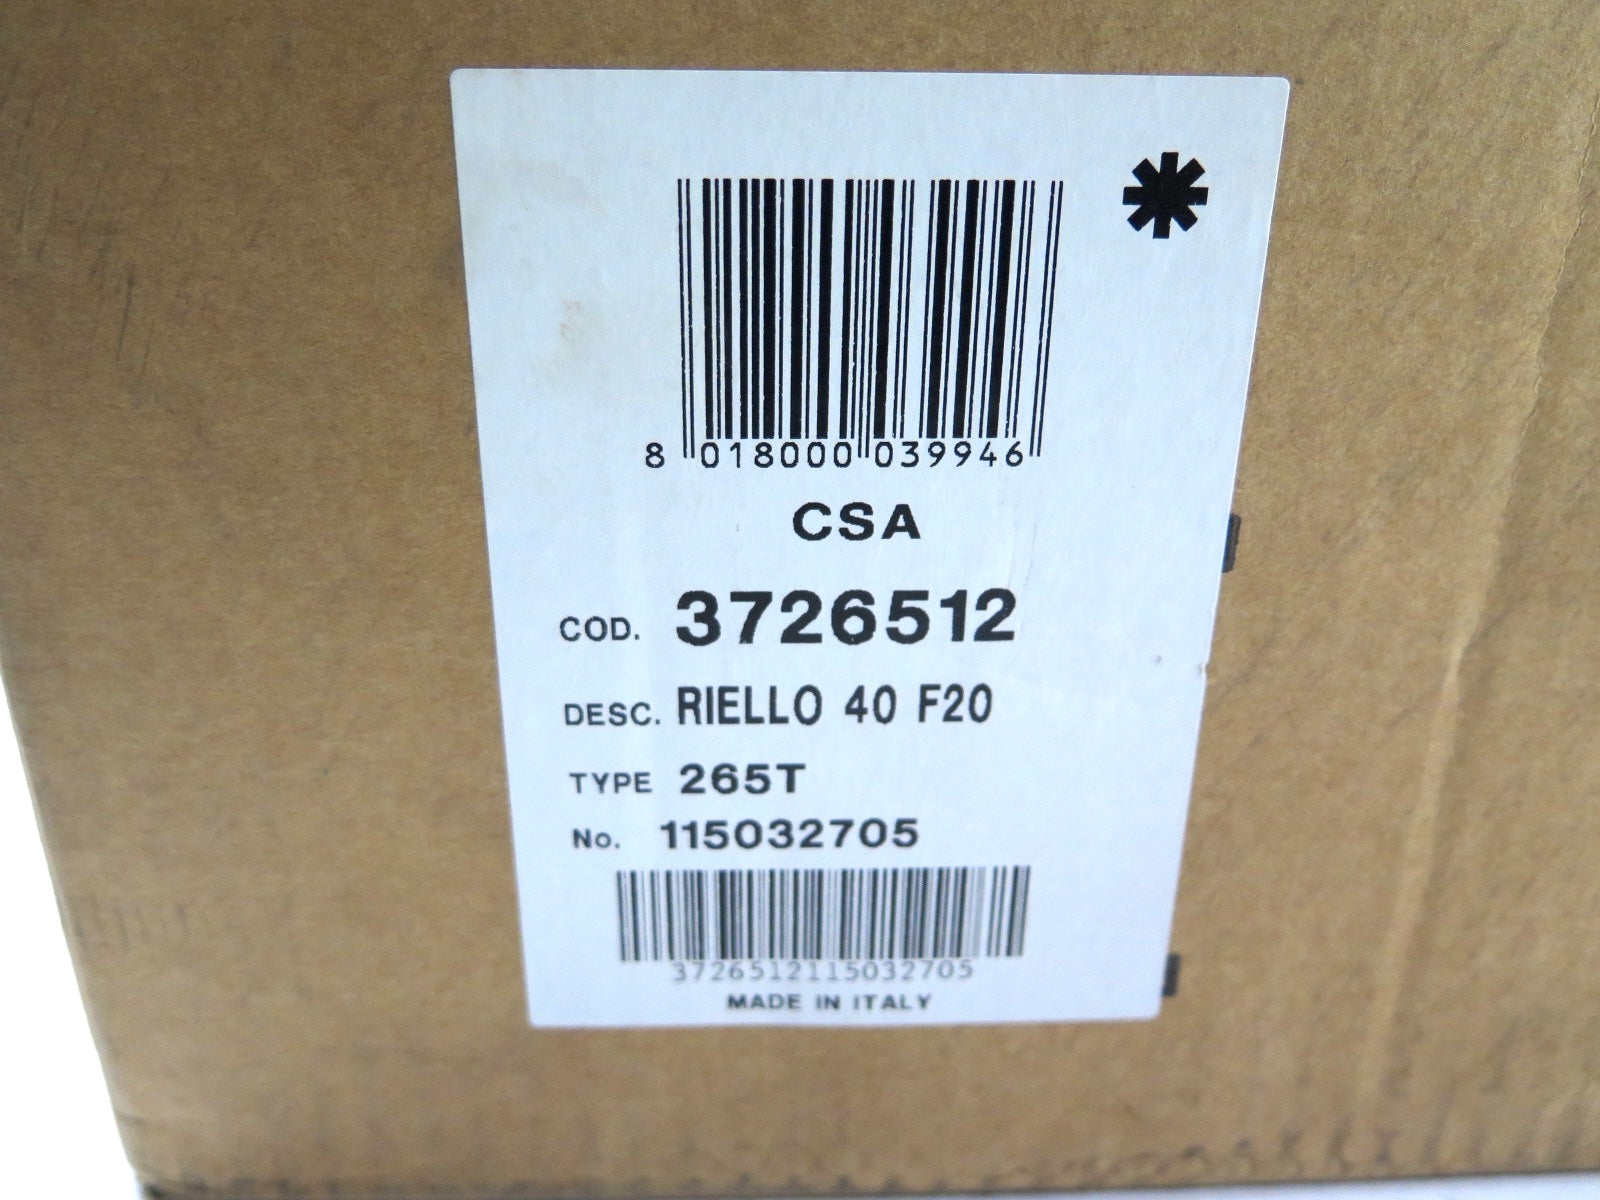 8 018000 039946
CSA
COD. 3726512
DESC. RIELLO 40 F20
TYPE 265T
No. 115032705
3726512115032705
MADE IN ITALY